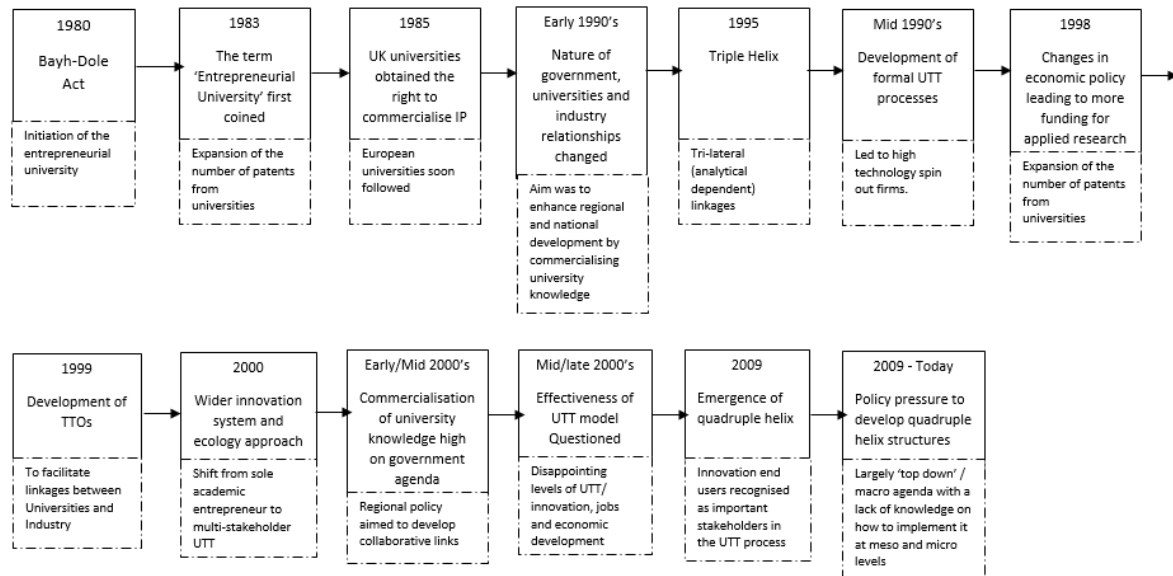 1980
Bayh-Dole
Act
Initiation of the
entrepreneurial
university
1983
The term
‘Entrepreneurial
University’ first
coined
Expansion of the
number of patents
from
universities
1985
UK universities
obtained the
right to
commercialise IP
European
universities soon
followed
Early 1990’s
Nature of
government,
universities and
industry
relationships
changed
Aim was to
enhance regional
and national
development by
commercialising
university
knowledge
1995
Triple Helix
Tri-lateral
(analytical
dependent)
linkages
Mid 1990’s
Development of
formal UTT
processes
Led to high
technology spin
out firms.
1998
Changes in
economic policy
leading to more
funding for
applied research
Expansion of the
number of patents
from
universities
1999
Development of
TTOs
To facilitate
linkages between
Universities and
Industry
2000
Wider innovation
system and
ecology approach
Shift from sole
academic
entrepreneur to
multi-stakeholder
UTT
Early/Mid 2000’s
Commercialisation
of university
knowledge high
on government
agenda
Regional policy
aimed to develop
collaborative links
Mid/late 2000’s
Effectiveness of
UTT model
Questioned
Disappointing
levels of UTT/
innovation, jobs
and economic
development
2009
Emergence of
quadruple helix
Innovation end
users recognised
as important
stakeholders in
the UTT process
2009 - Today
Policy pressure to
develop quadruple
helix structures
Largely ‘top down’ /
macro agenda with a
lack of knowledge on
how to implement it
at meso and micro
levels